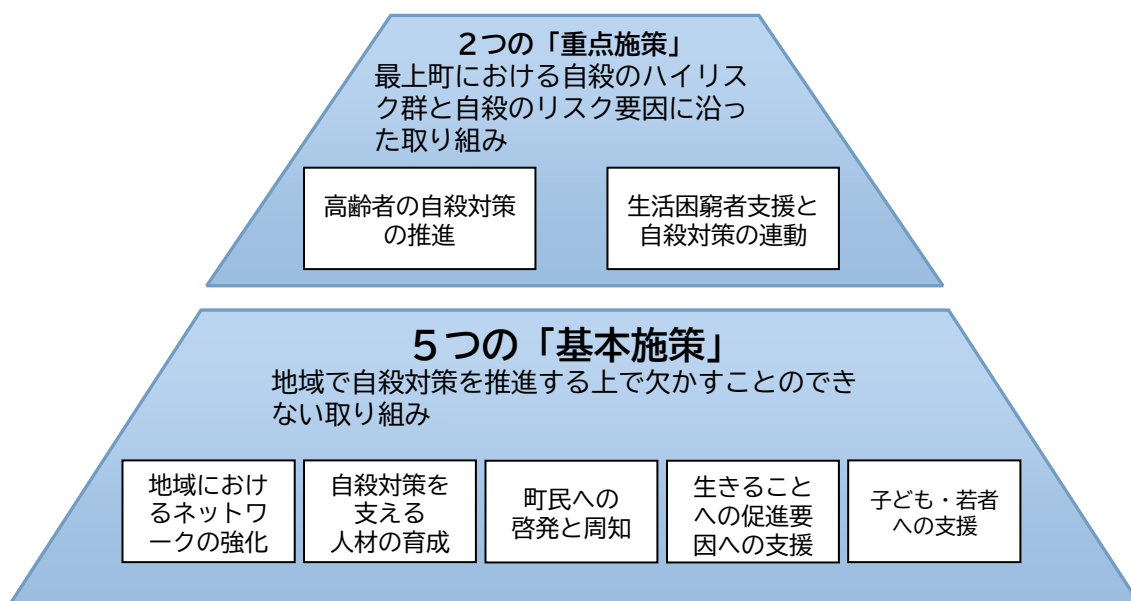 ２つの「重点施策」
最上町における自殺のハイリス
ク群と自殺のリスク要因に沿っ
た取り組み
高齢者の自殺対策
の推進
生活困窮者支援と
自殺対策の連動
５つの「基本施策」
地域で自殺対策を推進する上で欠かすことのでき
ない取り組み
地域におけ
るネットワ
ークの強化
自殺対策を
支える
人材の育成
町民への
啓発と周知
生きること
への促進要
因への支援
子ども・若者
への支援